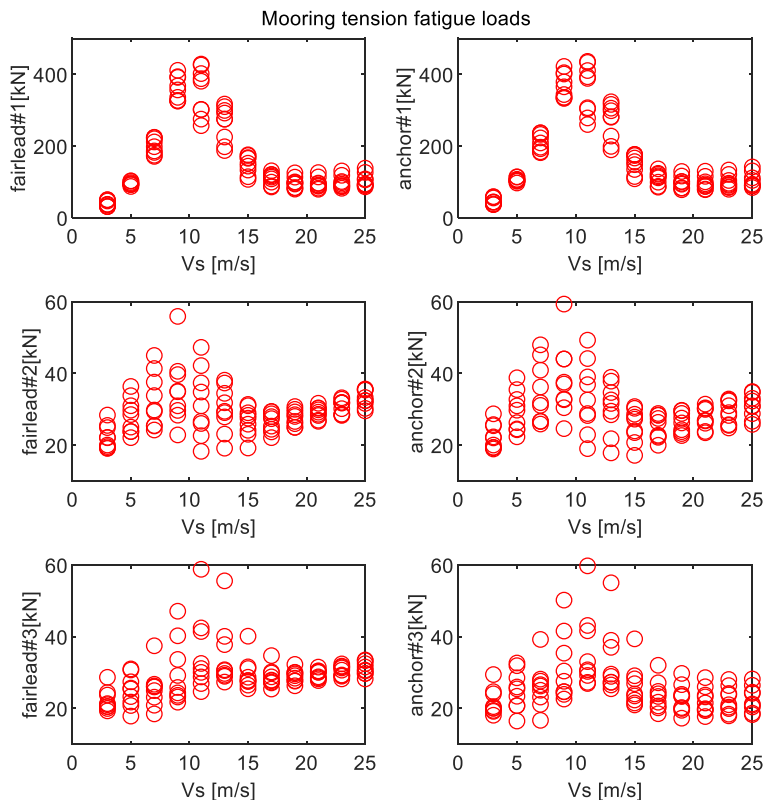 Mooring tension fatigue loads
fairlead#1[kN]
400
200
0
0 5 10 15 20 25
Vs [m/s]
anchor#1[kN]
400
200
0
0 5 10 15 20 25
Vs [m/s]
fairlead#2[kN]
60
40
20
0 5 10 15 20 25
Vs [m/s]
anchor#2[kN]
60
40
20
0 5 10 15 20 25
Vs [m/s]
fairlead#3[kN]
60
40
20
0 5 10 15 20 25
Vs [m/s]
anchor#3[kN]
60
40
20
0 5 10 15 20 25
Vs [m/s]